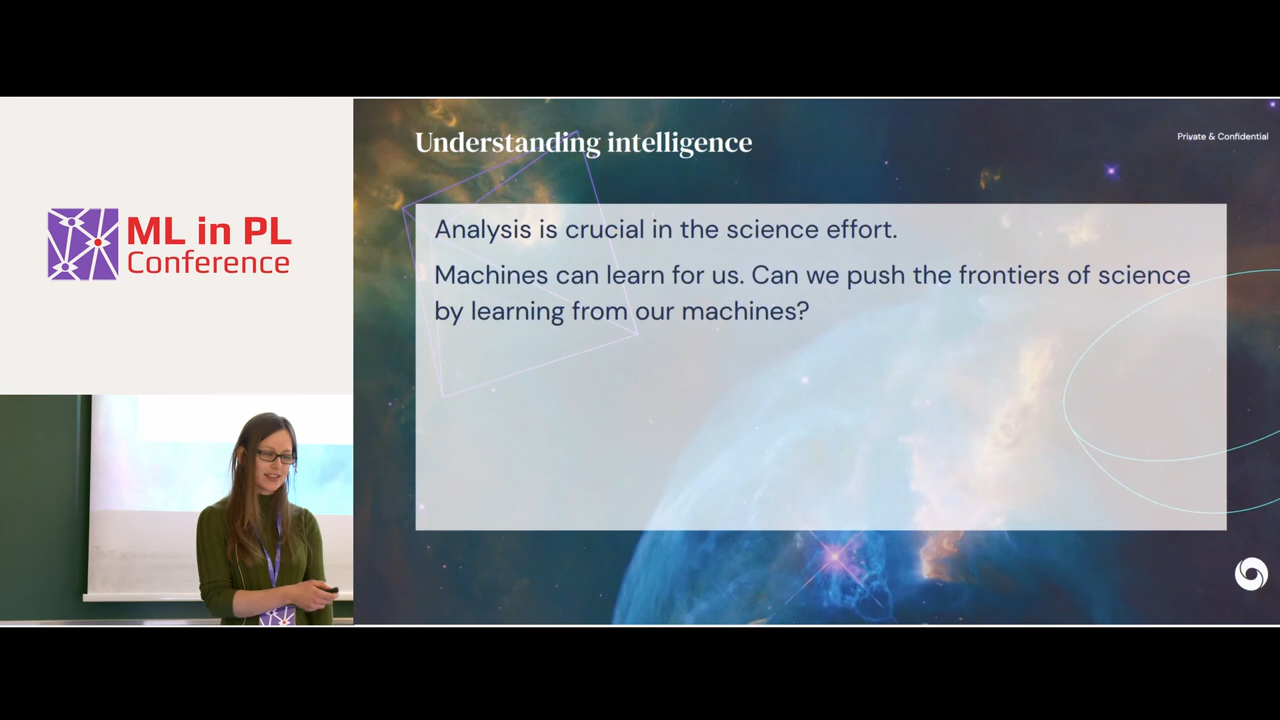 ML in PL
Conference
Understanding intelligence
Private & Confidential
Analysis is crucial in the science effort.
Machines can learn for us. Can we push the frontiers of science
by learning from our machines?